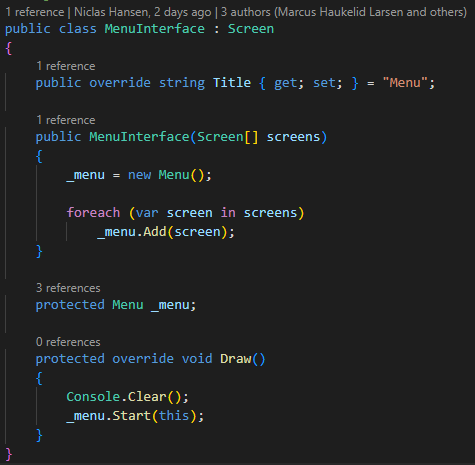 1 reference | Niclas Hansen, 2 days ago | 3 authors (Marcus Haukelid Larsen and others)
public class MenuInterface : Screen
{
1 reference
public override string Title { get; set; } = "Menu";
1 reference
public MenuInterface(Screen[] screens)
{
_menu = new Menu();
foreach (var screen in screens)
_menu.Add(screen);
}
3 references
protected Menu _menu;
0 references
protected override void Draw()
{
Console.Clear();
_menu.Start(this);
}
}